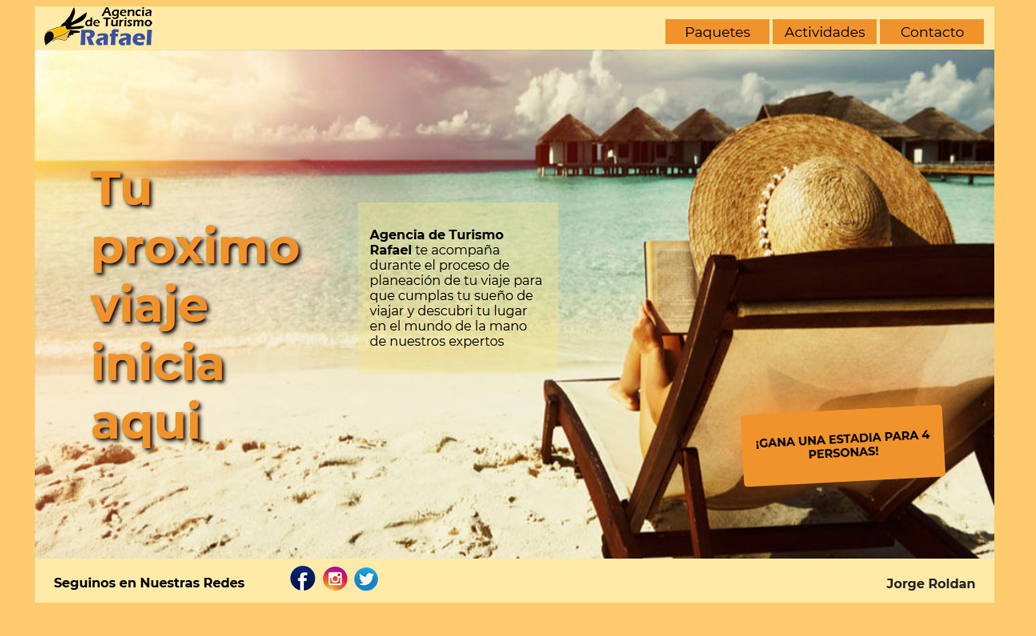 Agencia
de Turismo
Rafael
Paquetes
Actividades
Contacto
Tu
proximo
viaje
inicia
aqui
Agencia de Turismo
Rafael te acompaña
durante el proceso de
planeación de tu viaje para
que cumplas tu sueño de
viajar y descubri tu lugar
en el mundo de la mano
de nuestros expertos
¡GANA UNA ESTADIA PARA 4
PERSONAS!
Seguinos en Nuestras Redes
Jorge Roldan